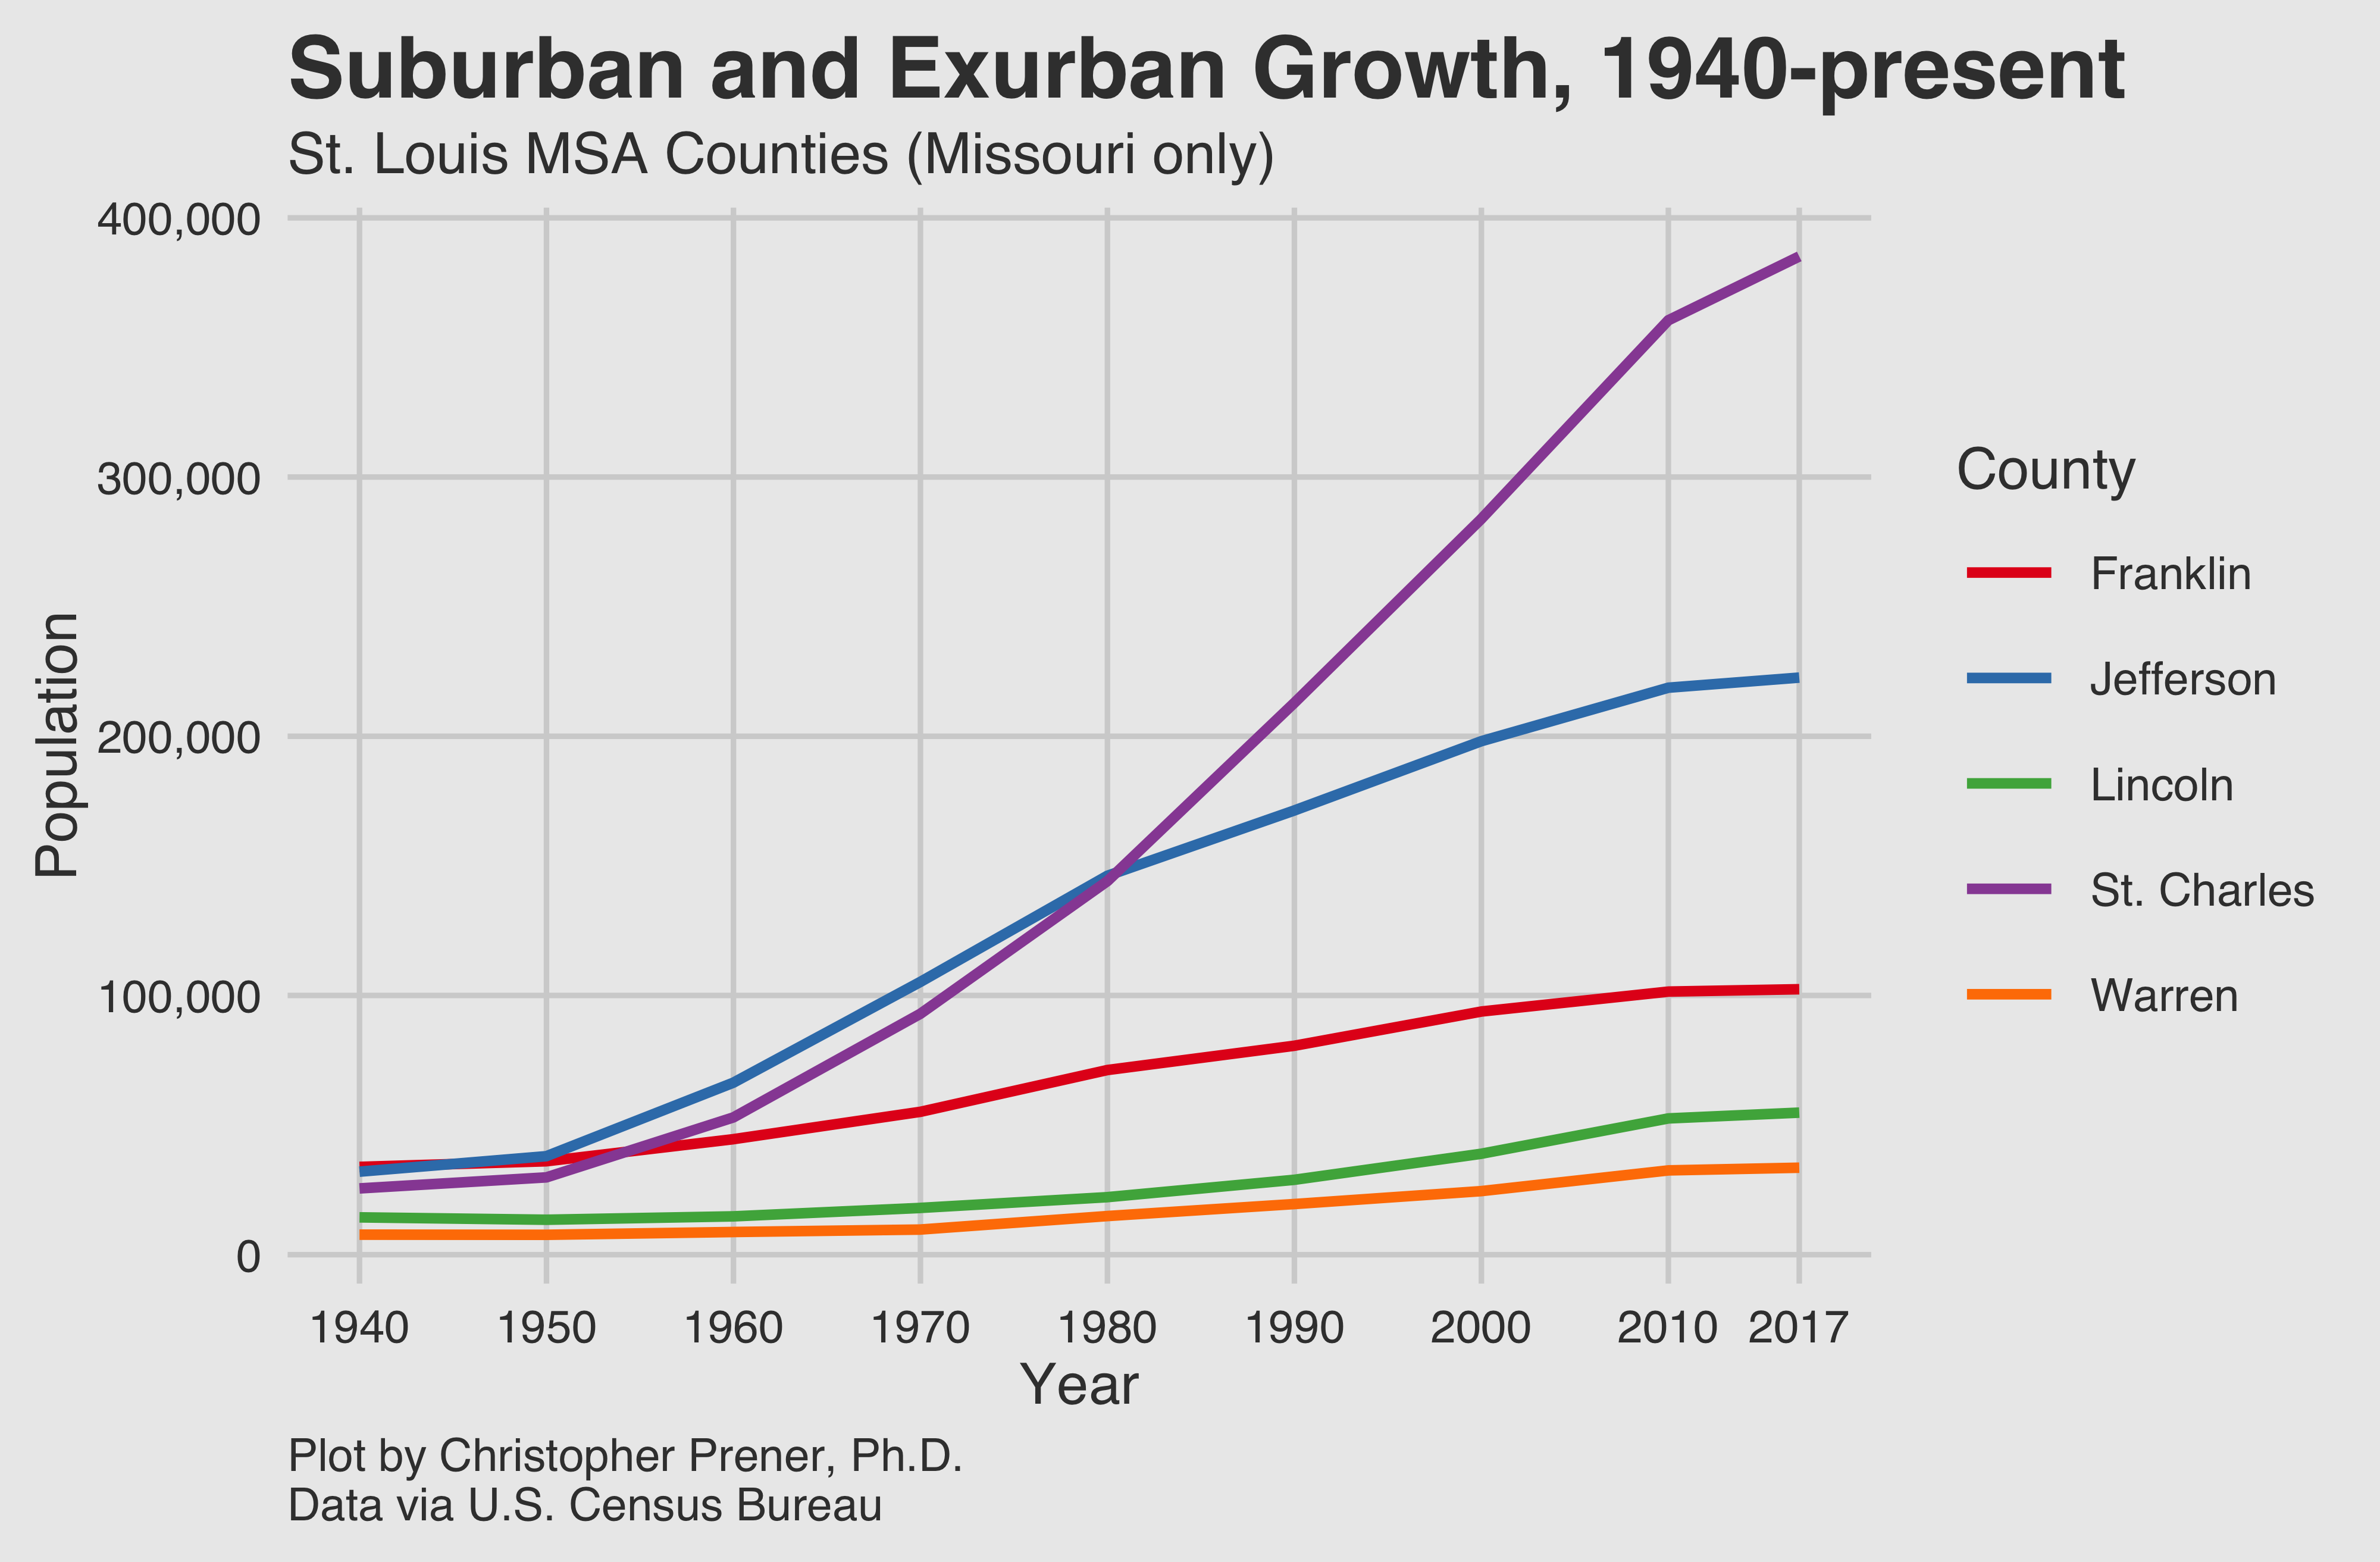 Suburban and Exurban Growth, 1940-present
St. Louis MSA Counties (Missouri only)
400,000
300,000
200,000
100,000
0
Population
1940 1950 1960 1970 1980 1990 2000 2010 2017
Year
County
Franklin
Jefferson
Lincoln
St. Charles
Warren
Plot by Christopher Prener, Ph.D.
Data via U.S. Census Bureau